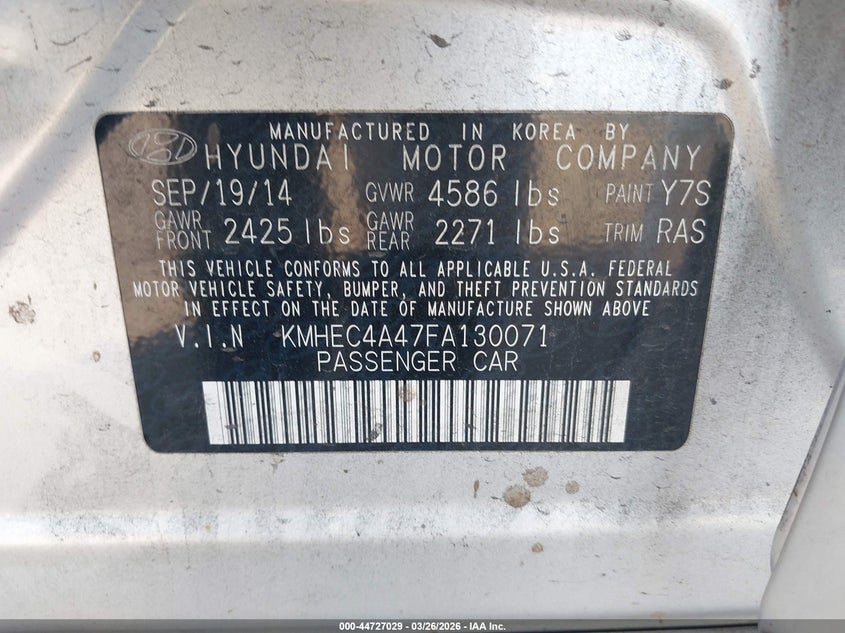 MANUFACTURED IN KOREA BY
HYUNDAI MOTOR COMPANY
SEP/19/14 GVWR 4586 lbs PAINT Y7S
GAWR FRONT 2425 lbs GAWR REAR 2271 lbs TRIM RAS
THIS VEHICLE CONFORMS TO ALL APPLICABLE U.S.A. FEDERAL
MOTOR VEHICLE SAFETY, BUMPER, AND THEFT PREVENTION STANDARDS
IN EFFECT ON THE DATE OF MANUFACTURE SHOWN ABOVE
V.I.N KMHEC4A47FA130071
PASSENGER CAR
000-44727029 - 03/26/2026 - IAA Inc.